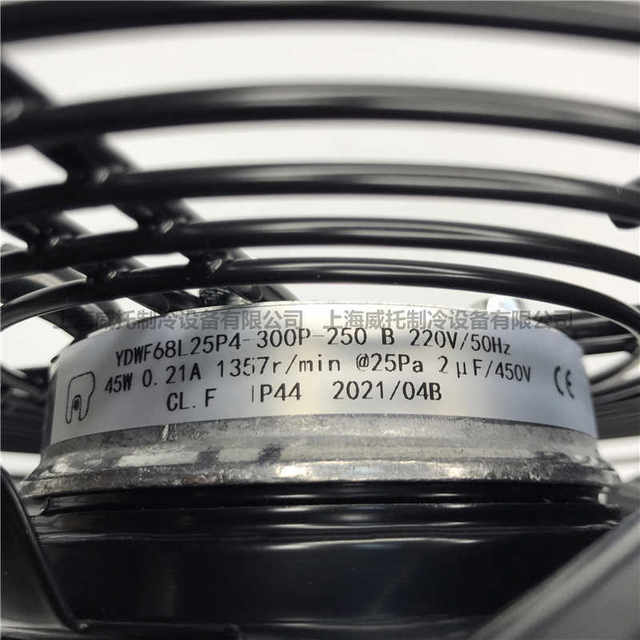 上海威托制冷设备有限公司 上海威托制冷设备有限公司
YDWF68L25P4-300P-250 B 220V/50Hz
45W 0.21A 1357r/min @25Pa 2μF/450V CE
CL.F IP44 2021/04B